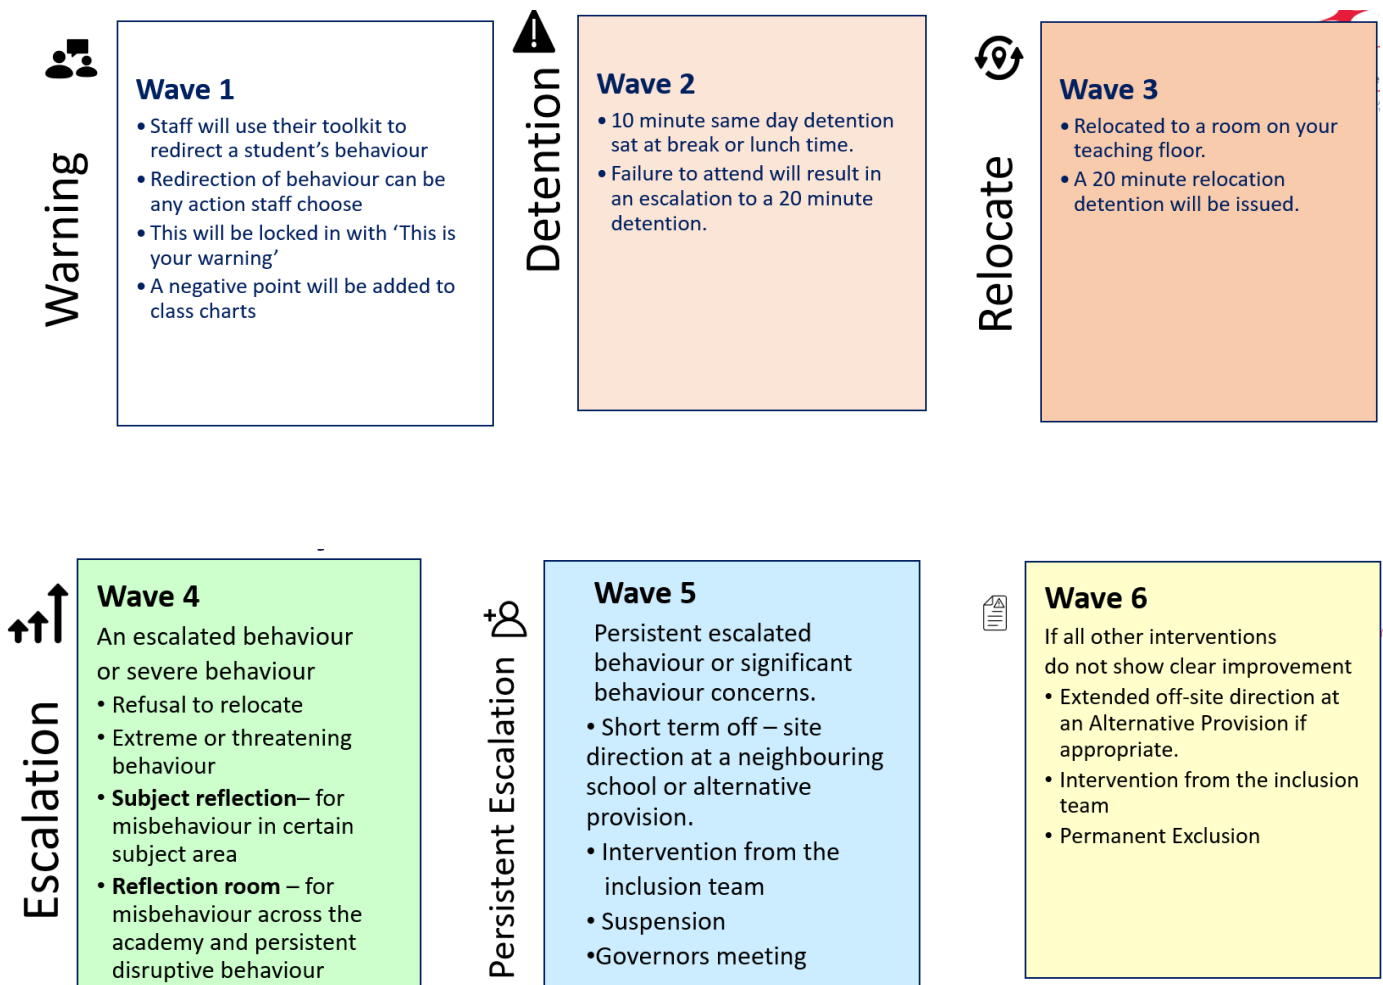 Warning
Wave 1
• Staff will use their toolkit to
redirect a student’s behaviour
• Redirection of behaviour can be
any action staff choose
• This will be locked in with ‘This is
your warning’
• A negative point will be added to
class charts
Detention
Wave 2
• 10 minute same day detention
sat at break or lunch time.
• Failure to attend will result in
an escalation to a 20 minute
detention.
Relocate
Wave 3
• Relocated to a room on your
teaching floor.
• A 20 minute relocation
detention will be issued.
Escalation
Wave 4
An escalated behaviour
or severe behaviour
• Refusal to relocate
• Extreme or threatening
behaviour
• Subject reflection– for
misbehaviour in certain
subject area
• Reflection room – for
misbehaviour across the
academy and persistent
disruptive behaviour
Persistent Escalation
Wave 5
Persistent escalated
behaviour or significant
behaviour concerns.
• Short term off – site
direction at a neighbouring
school or alternative
provision.
• Intervention from the
inclusion team
• Suspension
•Governors meeting
Wave 6
If all other interventions
do not show clear improvement
• Extended off-site direction at
an Alternative Provision if
appropriate.
• Intervention from the inclusion
team
• Permanent Exclusion